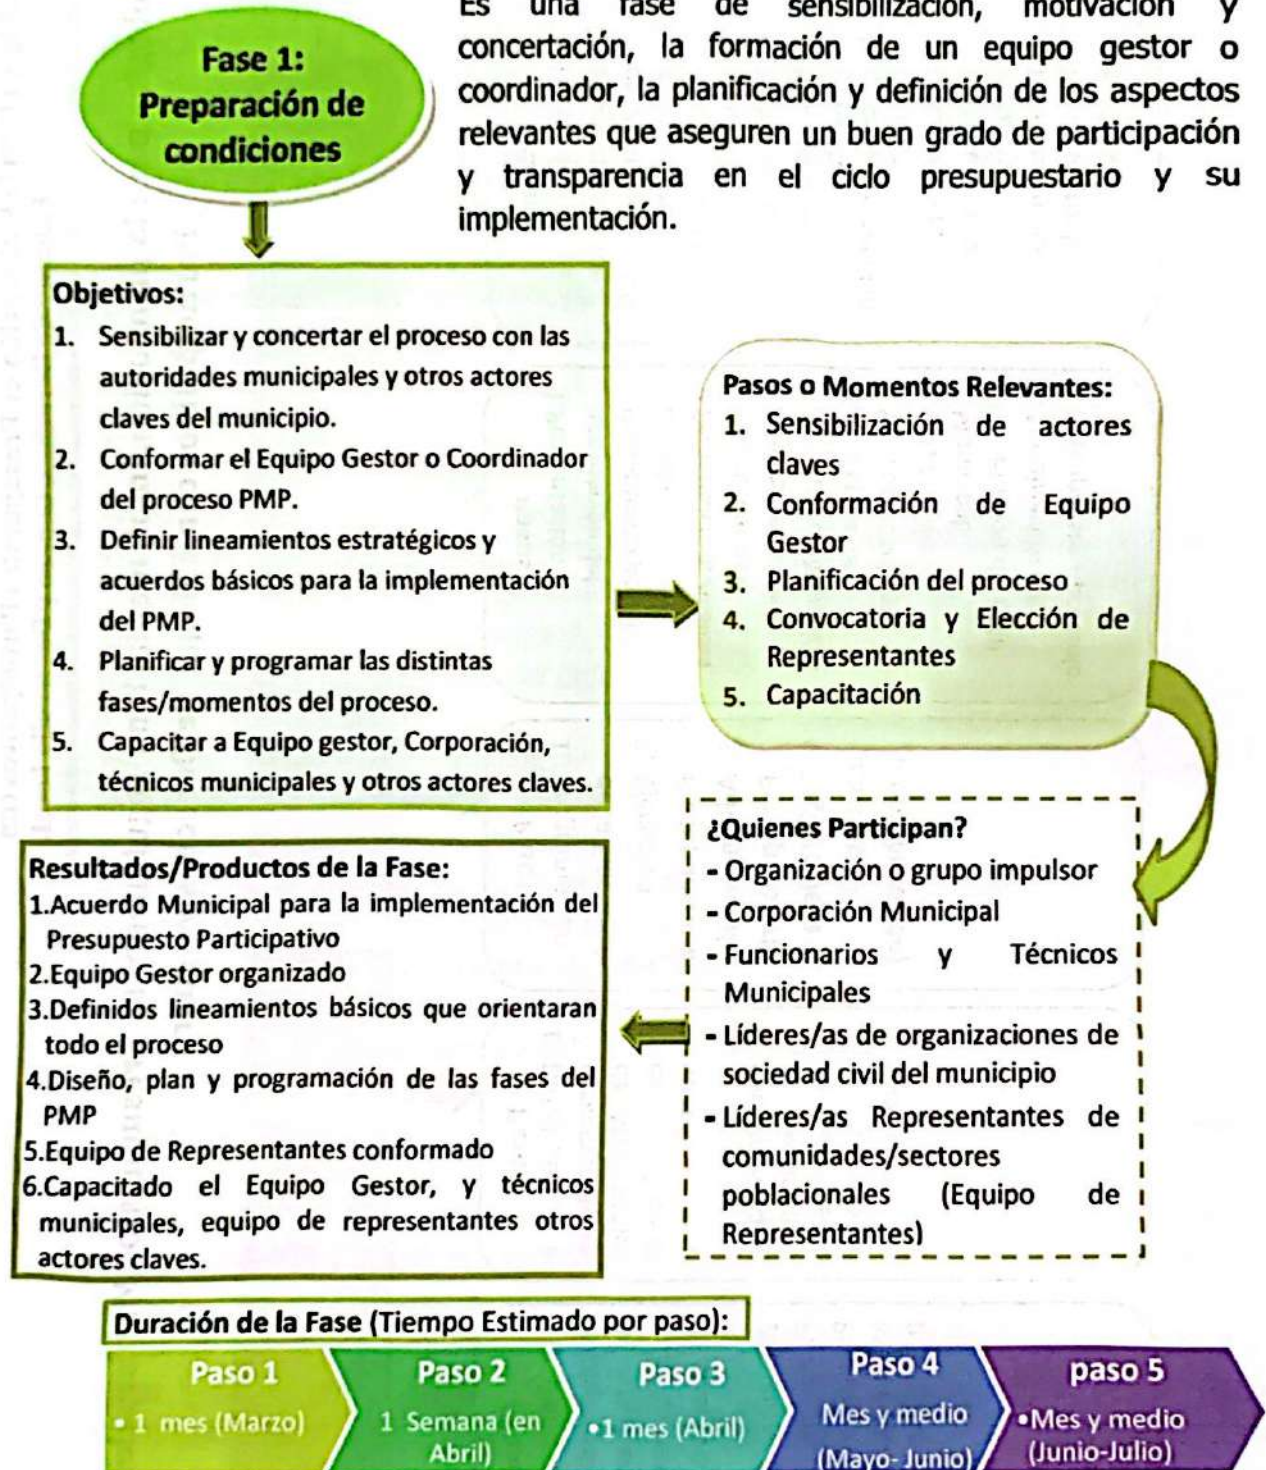 Fase 1:
Preparación de
condiciones
Es una fase de sensibilización, motivación y
concertación, la formación de un equipo gestor o
coordinador, la planificación y definición de los aspectos
relevantes que aseguren un buen grado de participación
y transparencia en el ciclo presupuestario y su
implementación.
Objetivos:
1. Sensibilizar y concertar el proceso con las
autoridades municipales y otros actores
claves del municipio.
2. Conformar el Equipo Gestor o Coordinador
del proceso PMP.
3. Definir lineamientos estratégicos y
acuerdos básicos para la implementación
del PMP.
4. Planificar y programar las distintas
fases/momentos del proceso.
5. Capacitar a Equipo gestor, Corporación,
técnicos municipales y otros actores claves.
Pasos o Momentos Relevantes:
1. Sensibilización de actores
claves
2. Conformación de Equipo
Gestor
3. Planificación del proceso
4. Convocatoria y Elección de
Representantes
5. Capacitación
¿Quienes Participan?
- Organización o grupo impulsor
- Corporación Municipal
- Funcionarios y Técnicos
Municipales
- Líderes/as de organizaciones de
sociedad civil del municipio
- Líderes/as Representantes de
comunidades/sectores
poblacionales (Equipo de
Representantes)
Resultados/Productos de la Fase:
1.Acuerdo Municipal para la implementación del
Presupuesto Participativo
2.Equipo Gestor organizado
3.Definidos lineamientos básicos que orientaran
todo el proceso
4.Diseño, plan y programación de las fases del
PMP
5.Equipo de Representantes conformado
6.Capacitado el Equipo Gestor, y técnicos
municipales, equipo de representantes otros
actores claves.
Duración de la Fase (Tiempo Estimado por paso):
Paso 1
• 1 mes (Marzo)
Paso 2
1 Semana (en
Abril)
Paso 3
•1 mes (Abril)
Paso 4
Mes y medio
(Mayo- Junio)
paso 5
•Mes y medio
(Junio-Julio)